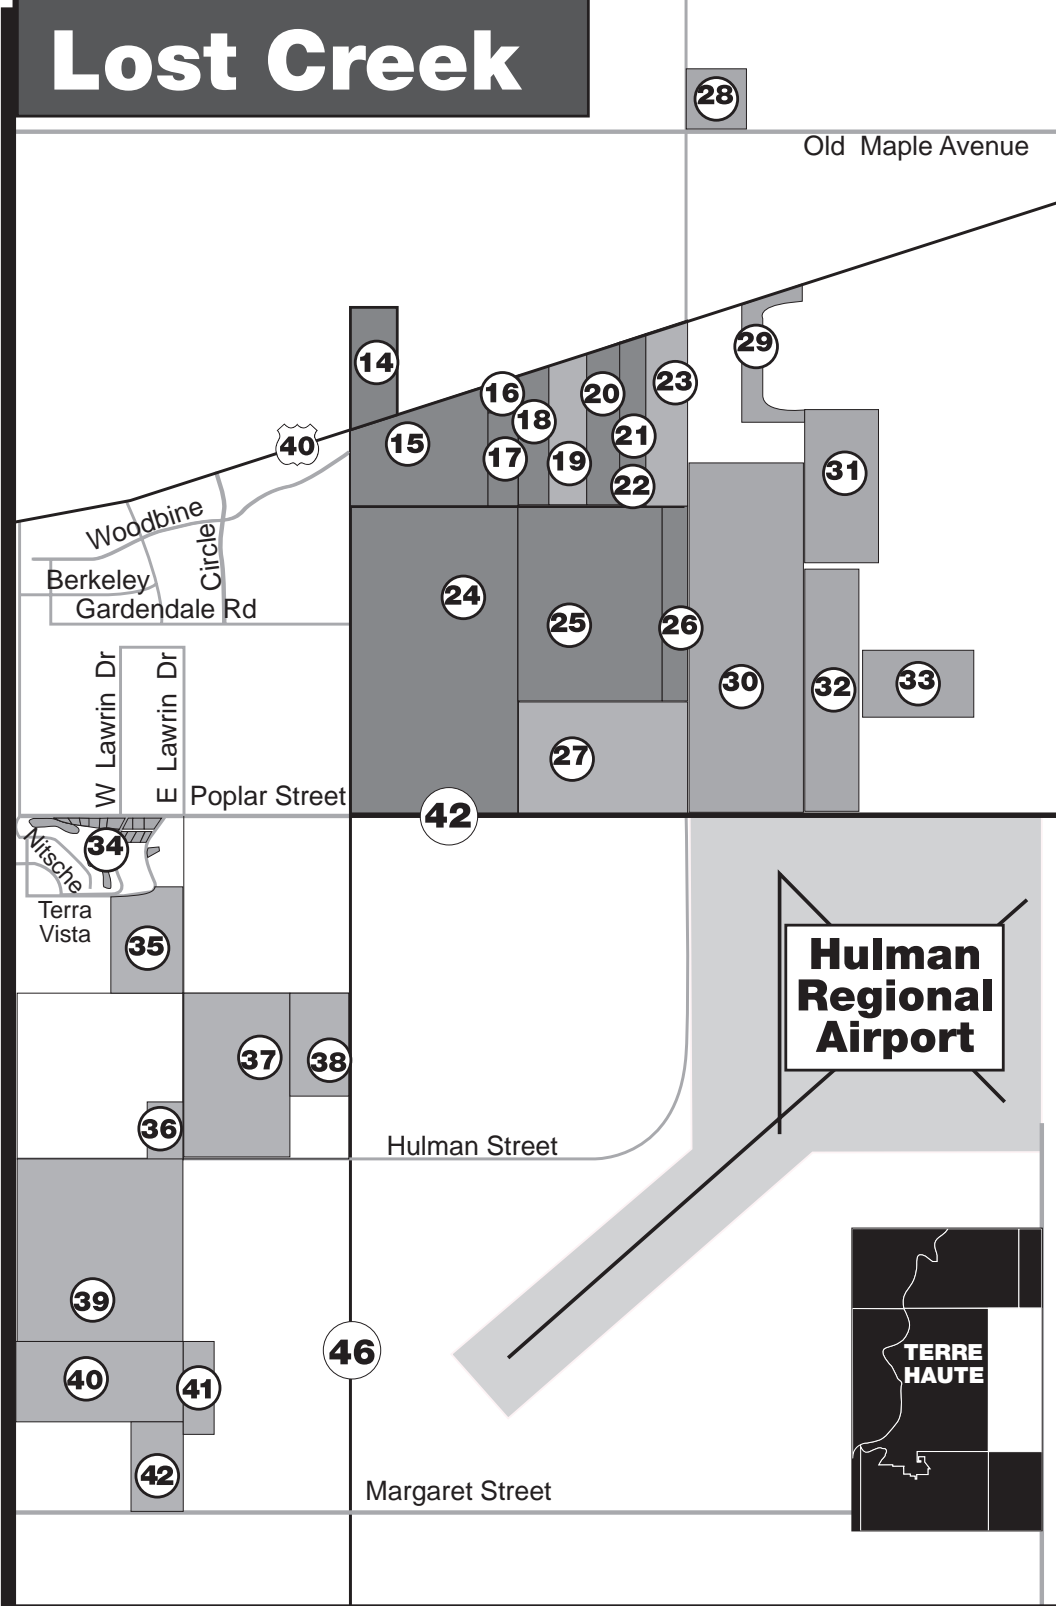 Lost Creek
28
Old Maple Avenue
29
14
16
20
23
18
21
40
15
17
19
22
31
Woodbine
Circle
Berkeley
Gardendale Rd
24
25
26
30
32
33
W Lawrin Dr
E Lawrin Dr
27
Poplar Street
42
34
Nitsche
Terra
Vista
35
Hulman
Regional
Airport
37
38
36
Hulman Street
39
46
40
41
TERRE
HAUTE
42
Margaret Street